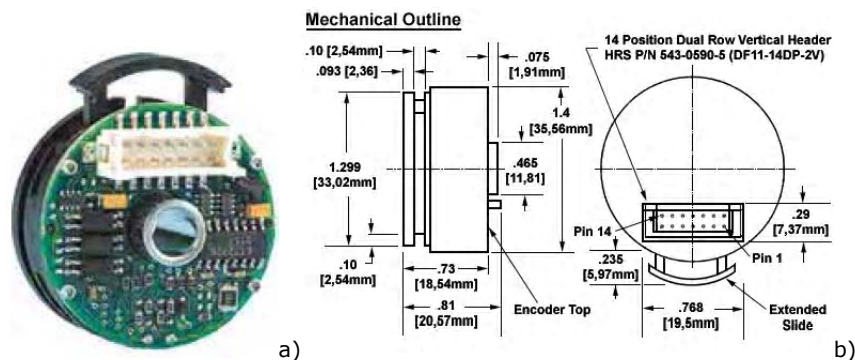 Mechanical Outline
.10 [2,54mm]
.093 [2,36]
.075
[1,91mm]
1.4
[35,56mm]
1.299
[33,02mm]
.465
[11,81]
.10
[2,54mm]
.73
[18,54mm]
.81
[20,57mm]
Encoder Top
14 Position Dual Row Vertical Header
HRS P/N 543-0590-5 (DF11-14DP-2V)
Pin 14
Pin 1
.29
[7,37mm]
.235
[5,97mm]
.768
[19,5mm]
Extended
Slide
a)
b)